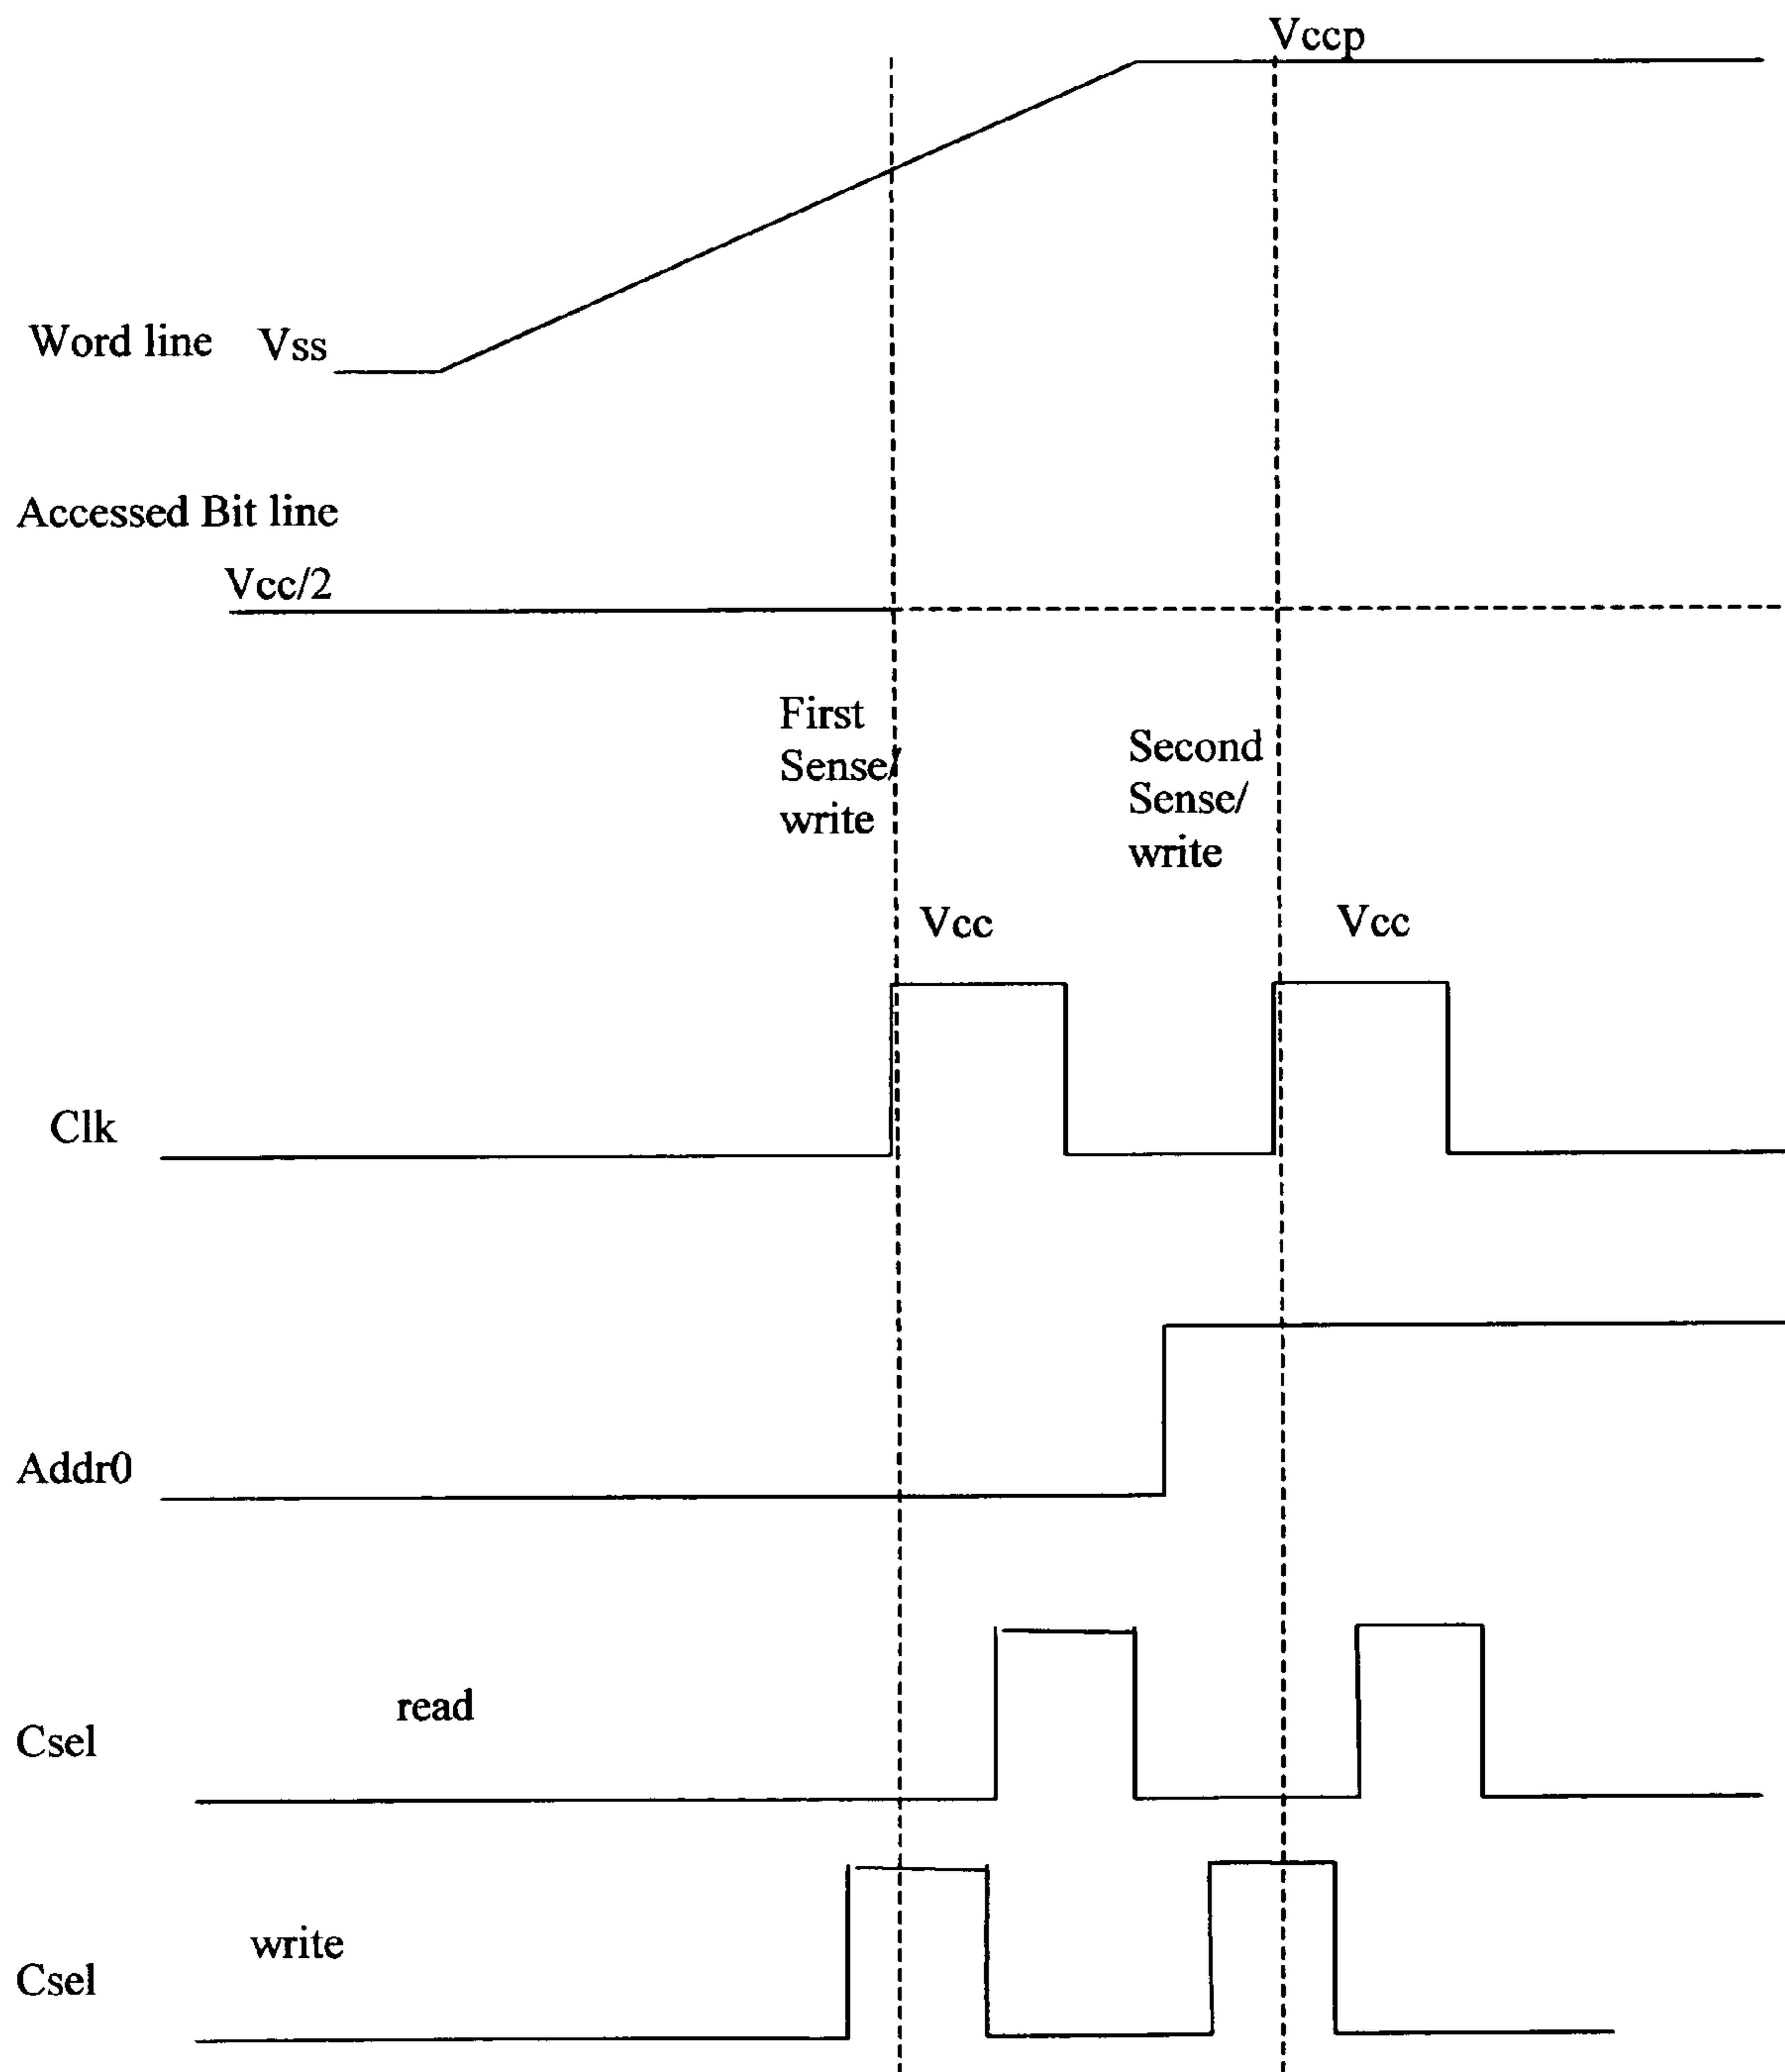 Vccp
Word line Vss
Accessed Bit line
Vcc/2
First
Sense/
write
Second
Sense/
write
Vcc
Vcc
Clk
Addr0
read
Csel
write
Csel